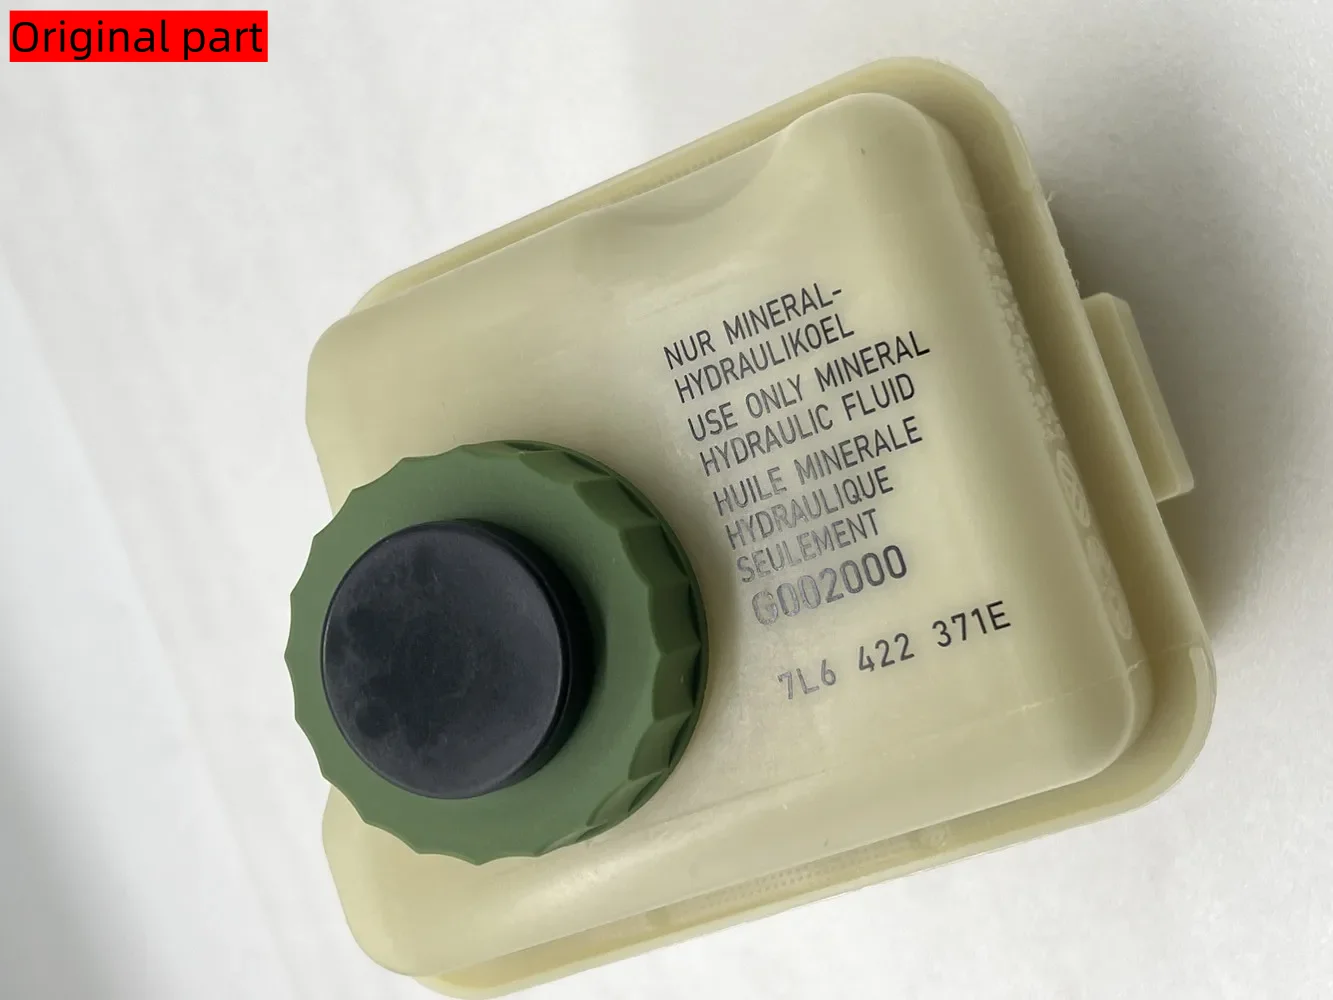 Original part
NUR MINERAL-
HYDRAULIKOEL
USE ONLY MINERAL
HYDRAULIC FLUID
HUILE MINERALE
HYDRAULIQUE
SEULEMENT
G002000
7L6 422 371E